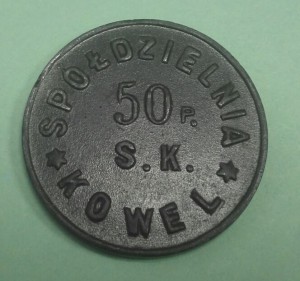 SPÓŁDZIELNIA
50 P.
S. K.
★ KOWEL ★